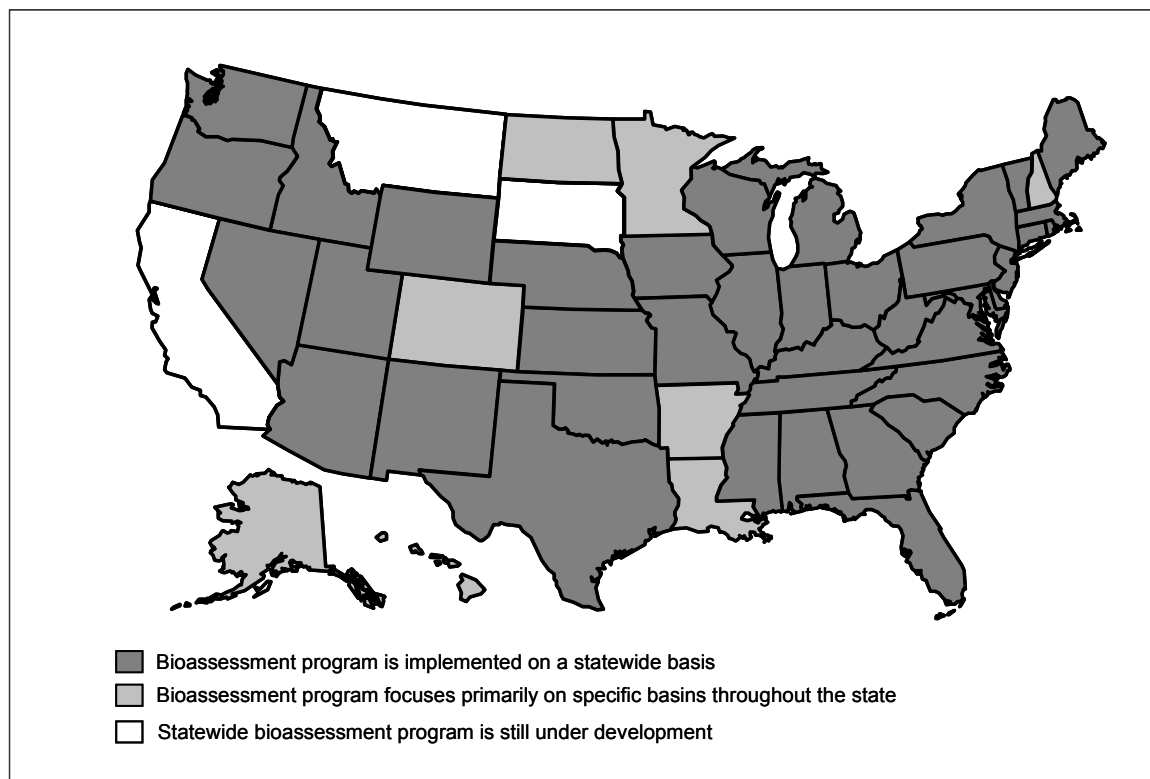 Bioassessment program is implemented on a statewide basis
Bioassessment program focuses primarily on specific basins throughout the state
Statewide bioassessment program is still under development